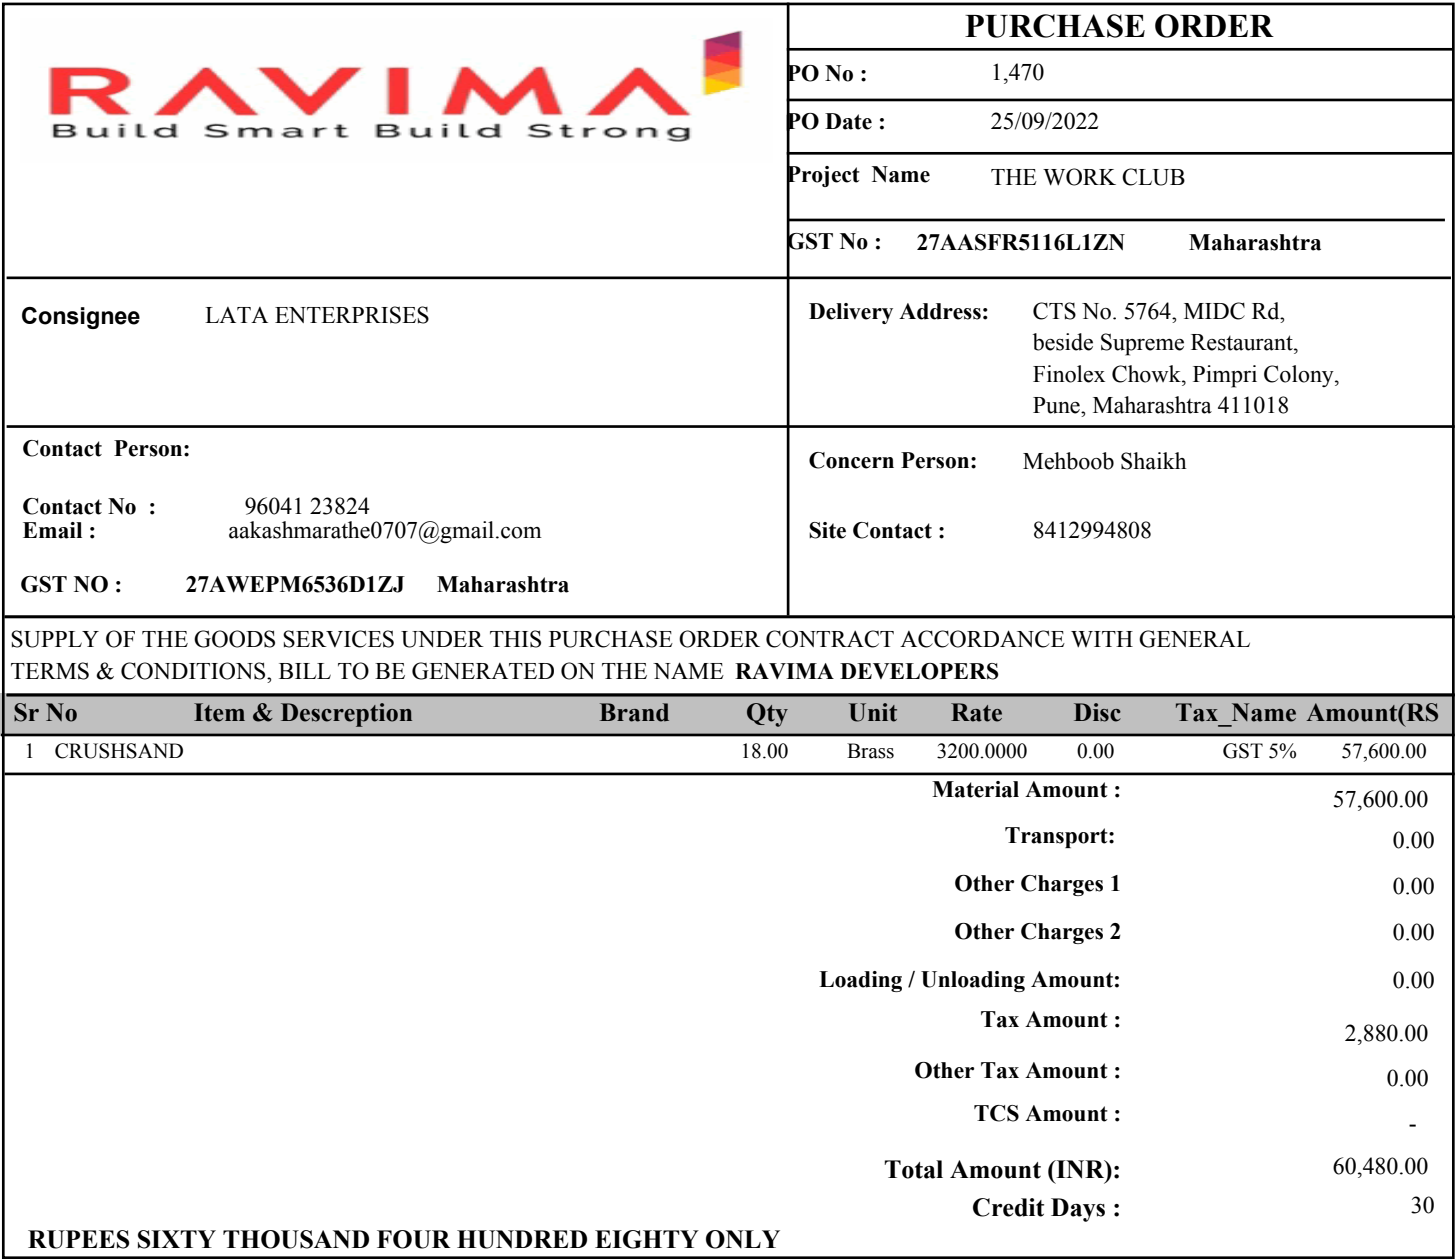 RAVIMA
Build Smart Build Strong
PURCHASE ORDER
PO No : 1,470
PO Date : 25/09/2022
Project Name THE WORK CLUB
GST No : 27AASFR5116L1ZN Maharashtra
Consignee LATA ENTERPRISES
Delivery Address: CTS No. 5764, MIDC Rd,
beside Supreme Restaurant,
Finolex Chowk, Pimpri Colony,
Pune, Maharashtra 411018
Contact Person:
Contact No : 96041 23824
Email : aakashmarathe0707@gmail.com
GST NO : 27AWEPM6536D1ZJ Maharashtra
Concern Person: Mehboob Shaikh
Site Contact : 8412994808
SUPPLY OF THE GOODS SERVICES UNDER THIS PURCHASE ORDER CONTRACT ACCORDANCE WITH GENERAL
TERMS & CONDITIONS, BILL TO BE GENERATED ON THE NAME RAVIMA DEVELOPERS
Sr No Item & Descreption Brand Qty Unit Rate Disc Tax_Name Amount(RS
1 CRUSHSAND 18.00 Brass 3200.0000 0.00 GST 5% 57,600.00
Material Amount : 57,600.00
Transport: 0.00
Other Charges 1 0.00
Other Charges 2 0.00
Loading / Unloading Amount: 0.00
Tax Amount : 2,880.00
Other Tax Amount : 0.00
TCS Amount : -
Total Amount (INR): 60,480.00
Credit Days : 30
RUPEES SIXTY THOUSAND FOUR HUNDRED EIGHTY ONLY